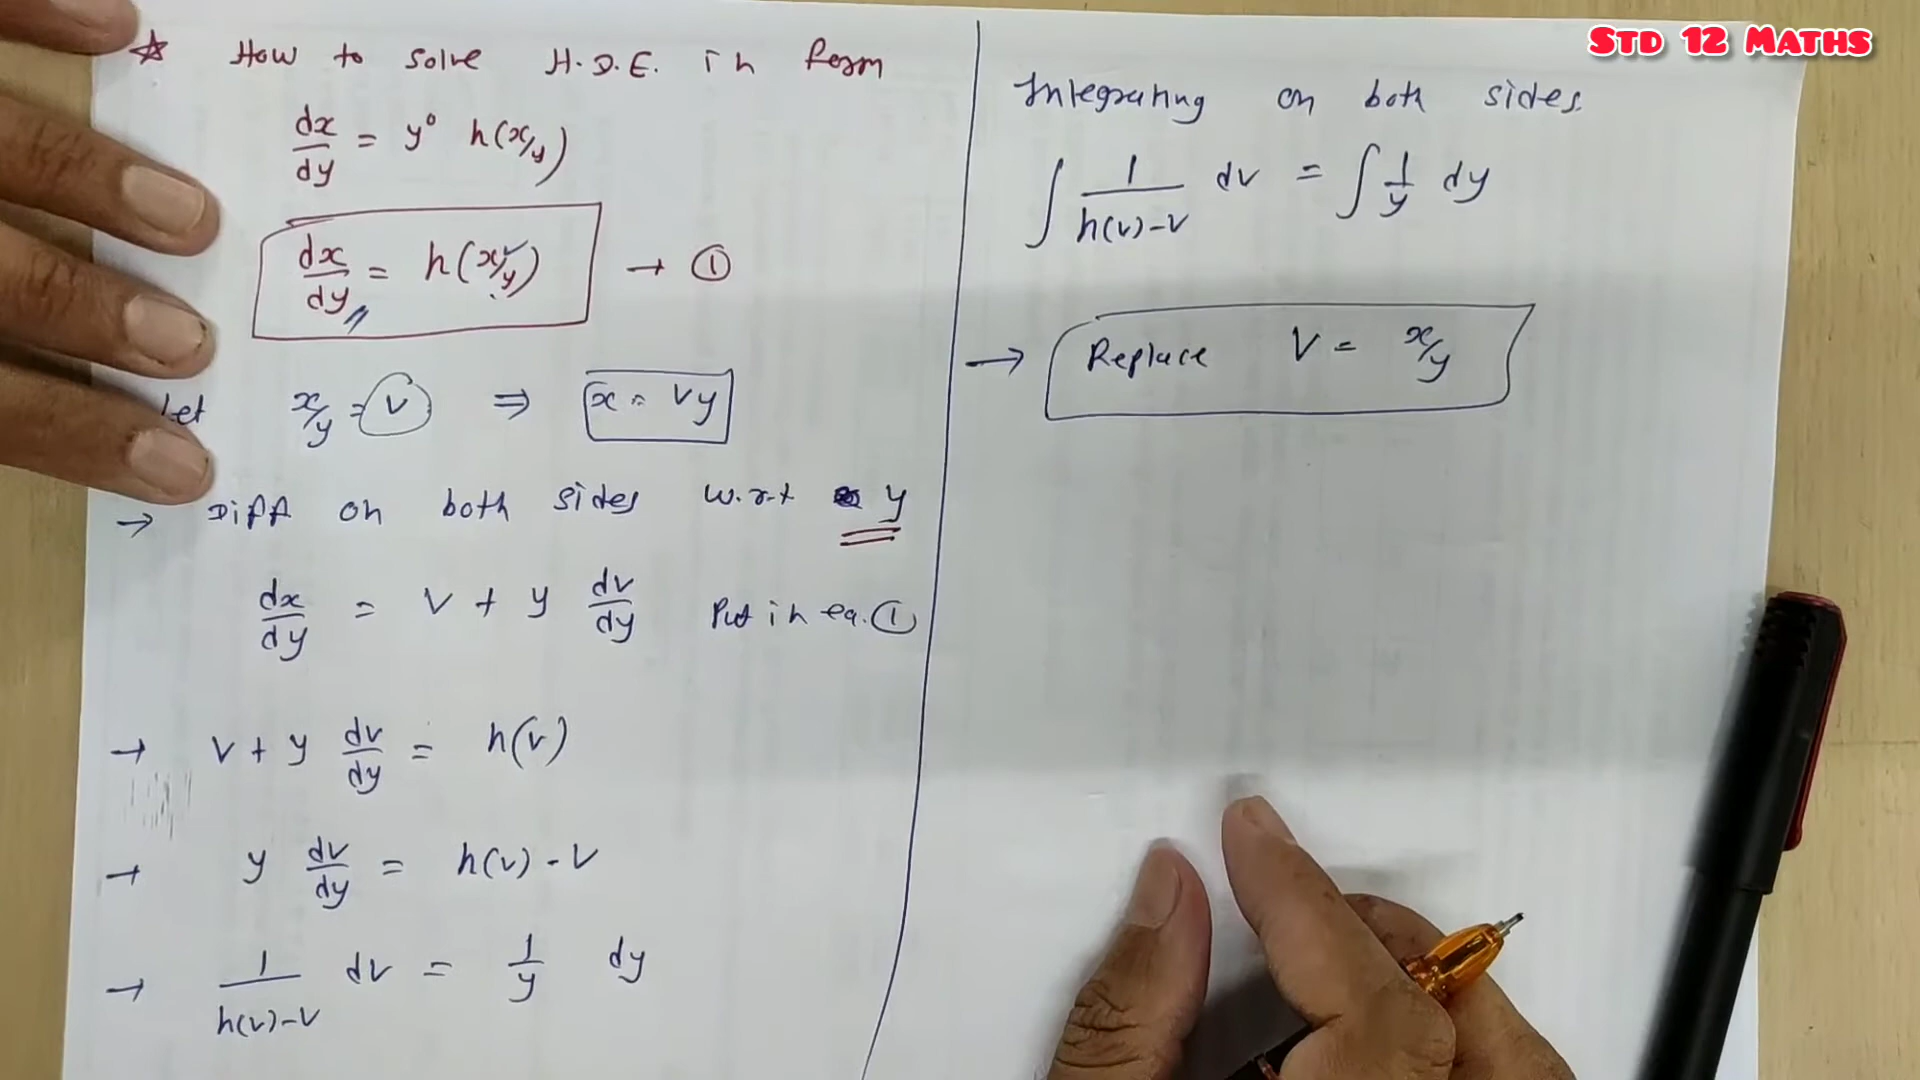 STD 12 MATHS
☆ How to solve H.D.E. in form
dx/dy = y⁰ h(x/y)
dx/dy = h(x/y) → ①
Let x/y = v ⇒ x = vy
→ Diff on both sides w.r.t y
dx/dy = v + y dv/dy Put in eq. ①
→ v + y dv/dy = h(v)
→ y dv/dy = h(v) - v
→ 1/(h(v)-v) dv = 1/y dy
Integrating on both sides.
∫ 1/(h(v)-v) dv = ∫ 1/y dy
→ Replace V = x/y